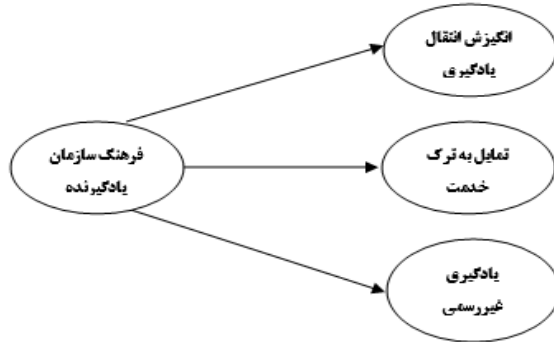 انگیزش انتقال
یادگیری
فرهنگ سازمان
یادگیرنده
تمایل به ترک
خدمت
یادگیری
غیررسمی